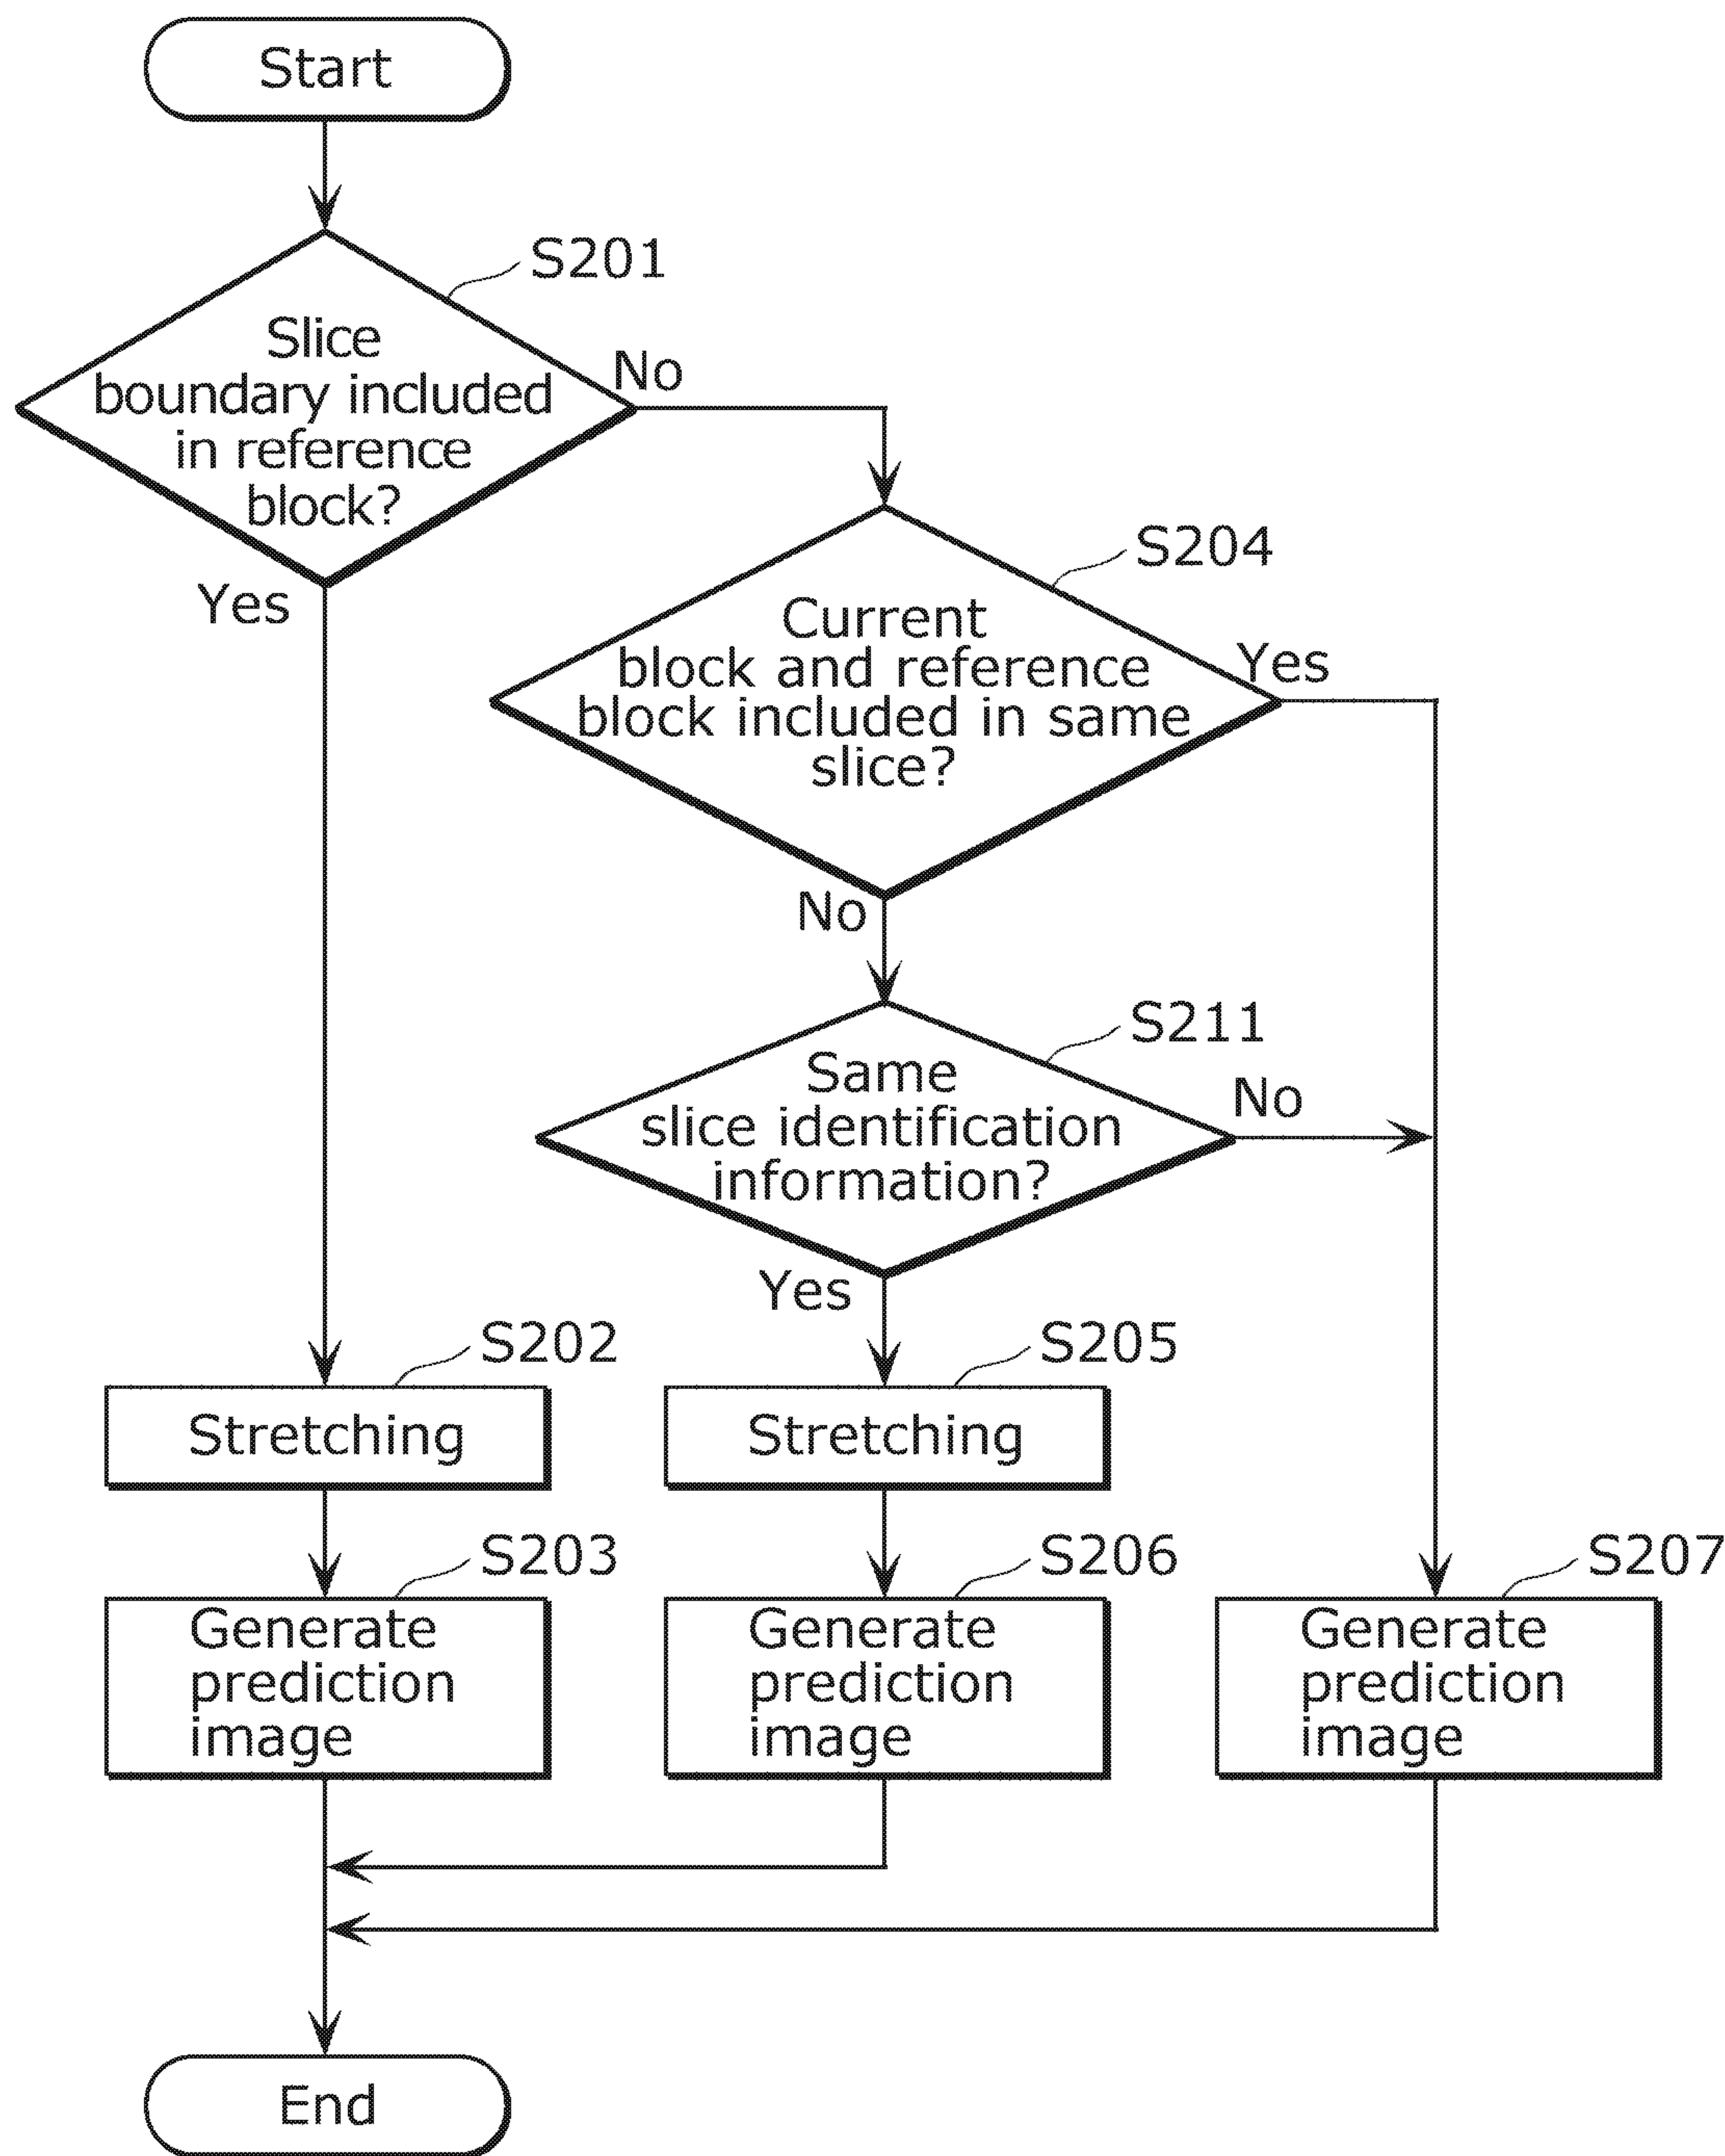 Start
S201
Slice
boundary included
in reference
block?
No
Yes
S204
Current
block and reference
block included in same
slice?
Yes
No
S211
Same
slice identification
information?
No
Yes
S202
Stretching
S205
Stretching
S203
Generate
prediction
image
S206
Generate
prediction
image
S207
Generate
prediction
image
End